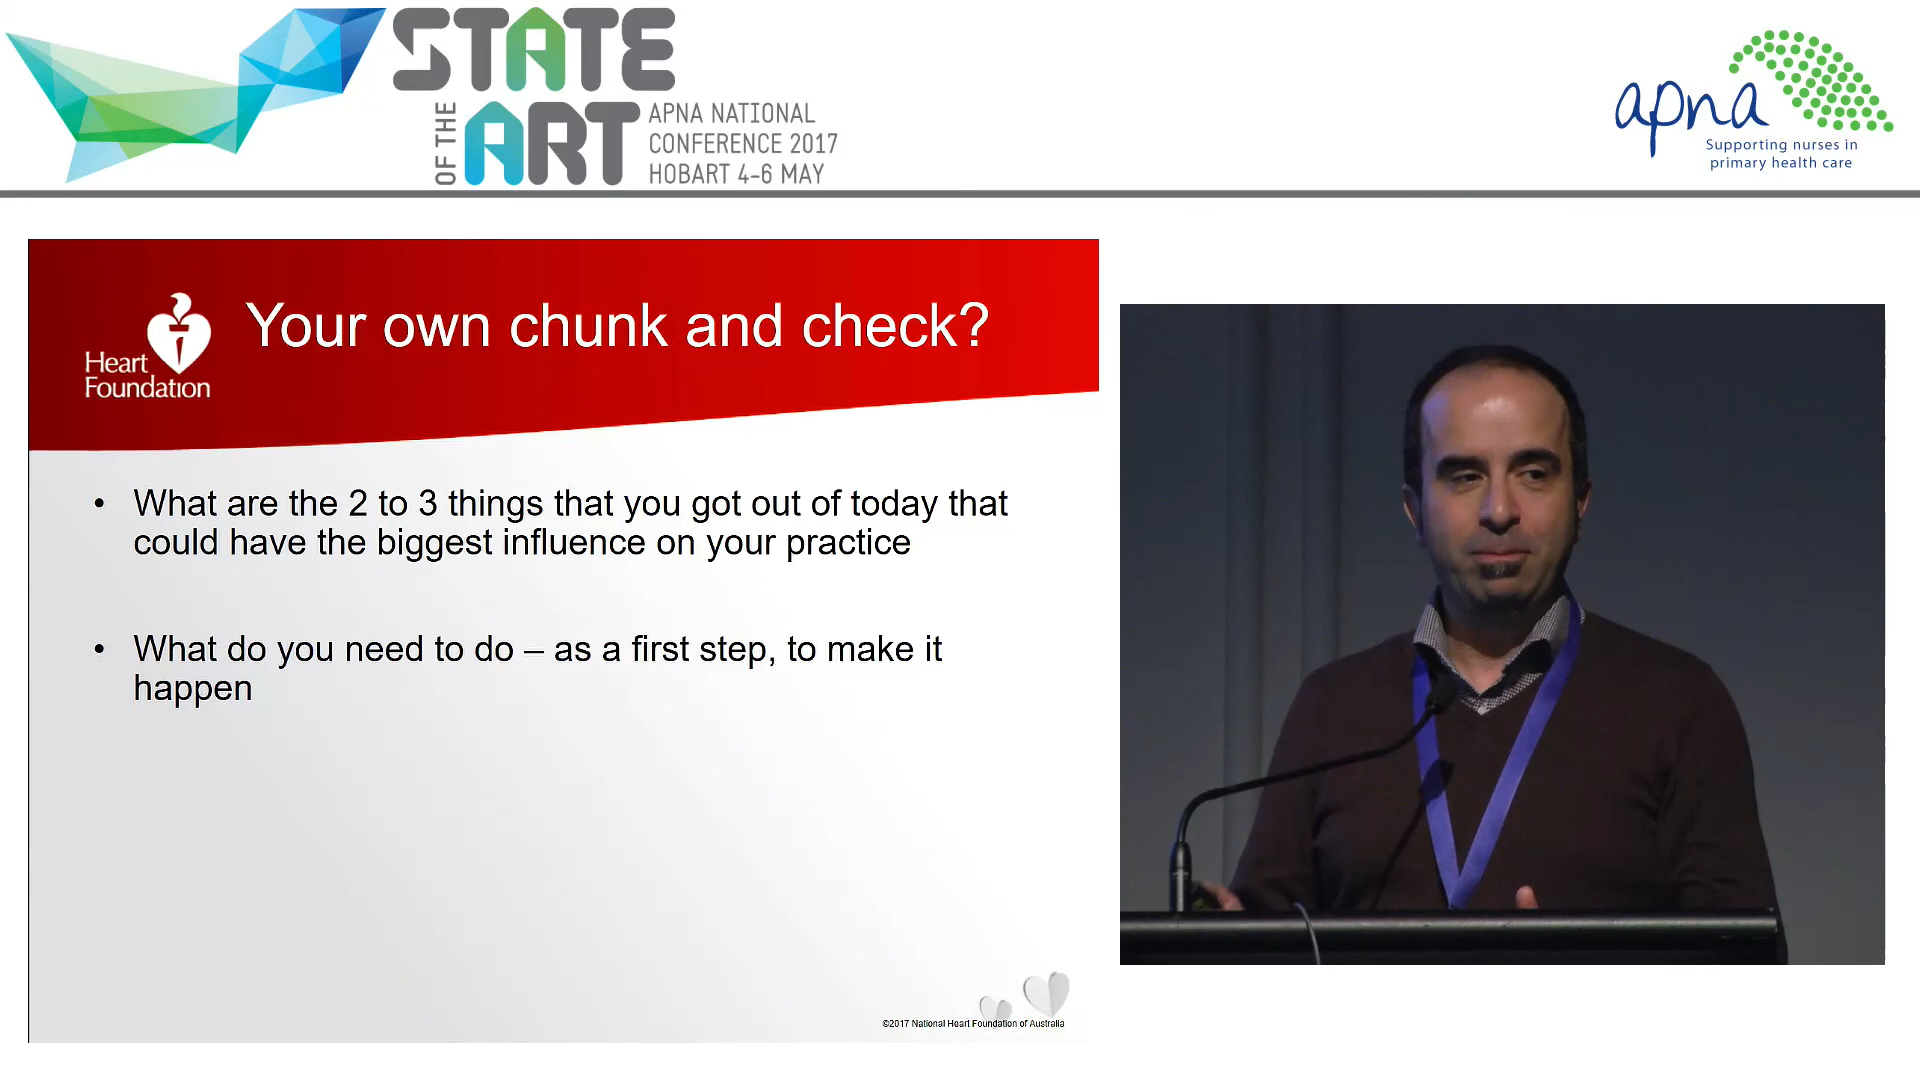 STATE
OF THE
ART
APNA NATIONAL
CONFERENCE 2017
HOBART 4-6 MAY
apna
Supporting nurses in
primary health care
Heart
Foundation
Your own chunk and check?
• What are the 2 to 3 things that you got out of today that
could have the biggest influence on your practice
• What do you need to do – as a first step, to make it
happen
©2017 National Heart Foundation of Australia